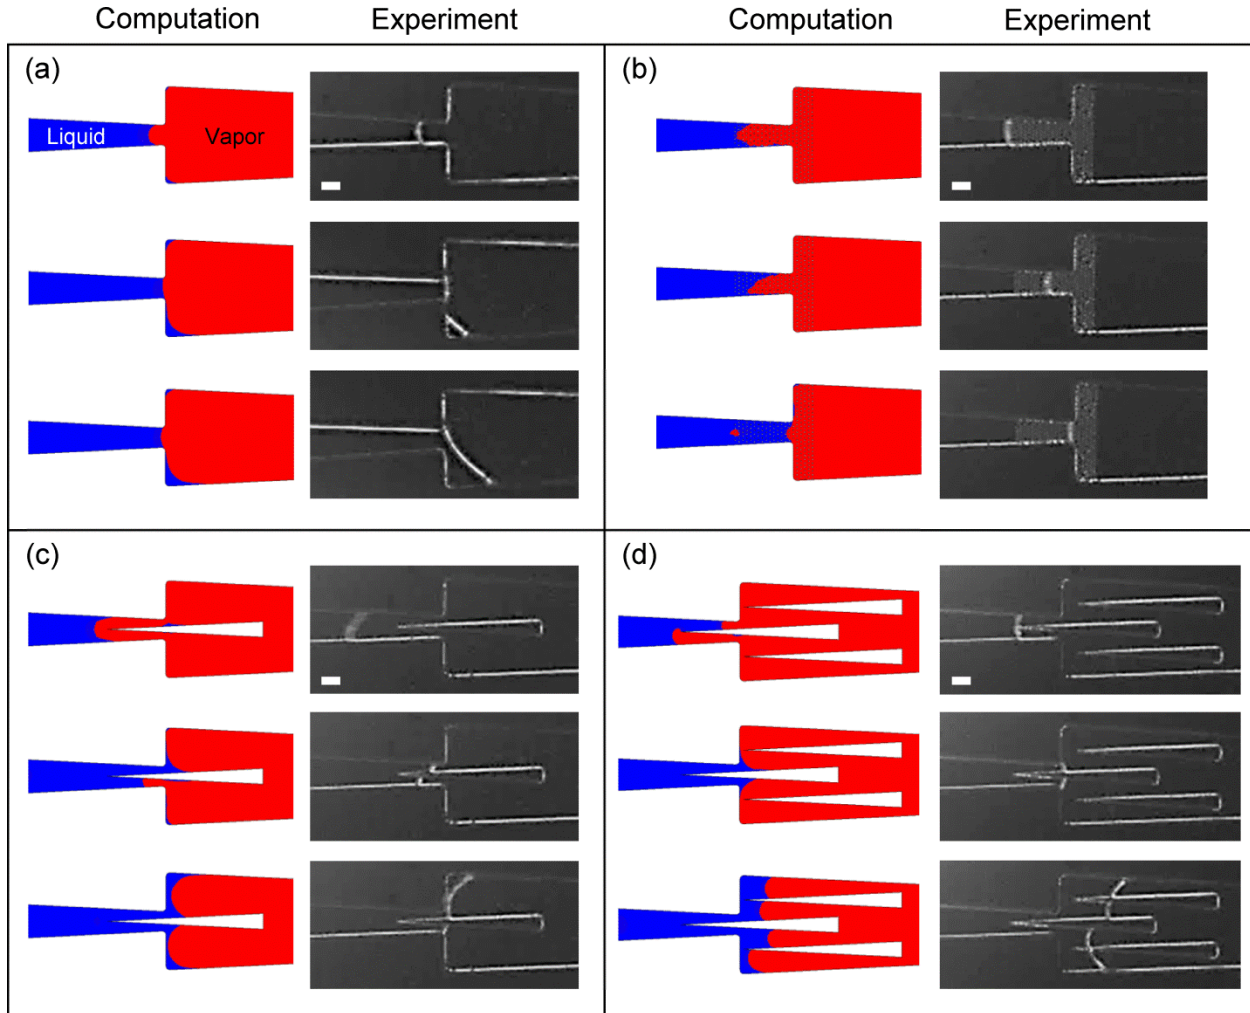 Computation Experiment Computation Experiment
(a) (b)
Liquid Vapor
(c) (d)